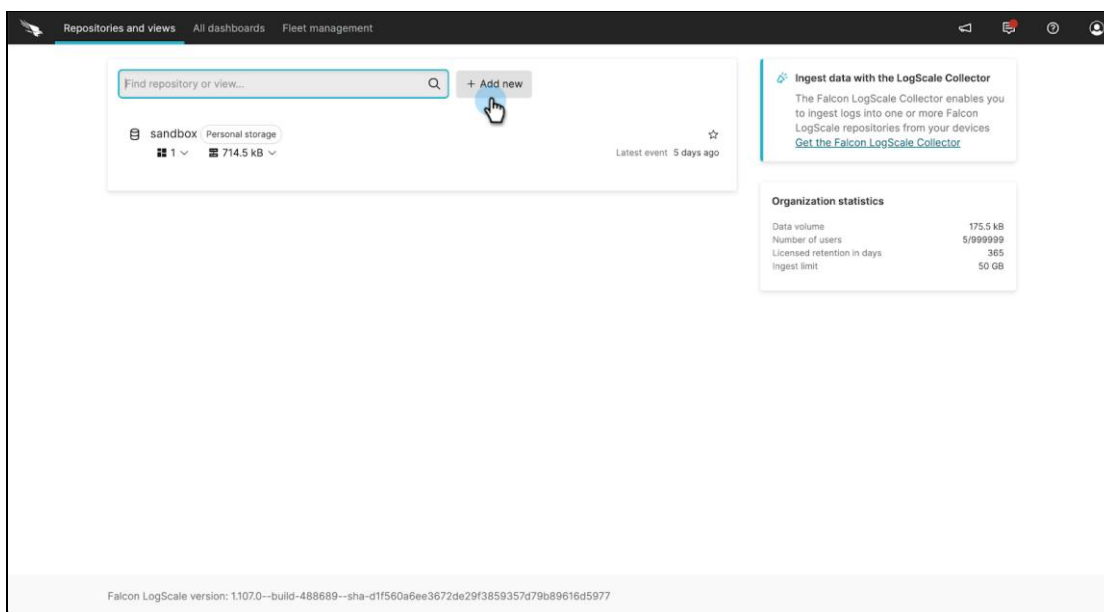 Repositories and views All dashboards Fleet management
Find repository or view...
+ Add new
sandbox Personal storage
1 714.5 kB
Latest event 5 days ago
Ingest data with the LogScale Collector
The Falcon LogScale Collector enables you
to ingest logs into one or more Falcon
LogScale repositories from your devices
Get the Falcon LogScale Collector
Organization statistics
Data volume 175.5 kB
Number of users 5/999999
Licensed retention in days 365
Ingest limit 50 GB
Falcon LogScale version: 1.107.0--build-488689--sha-d1f560a6ee3672de29f3859357d79b89616d5977